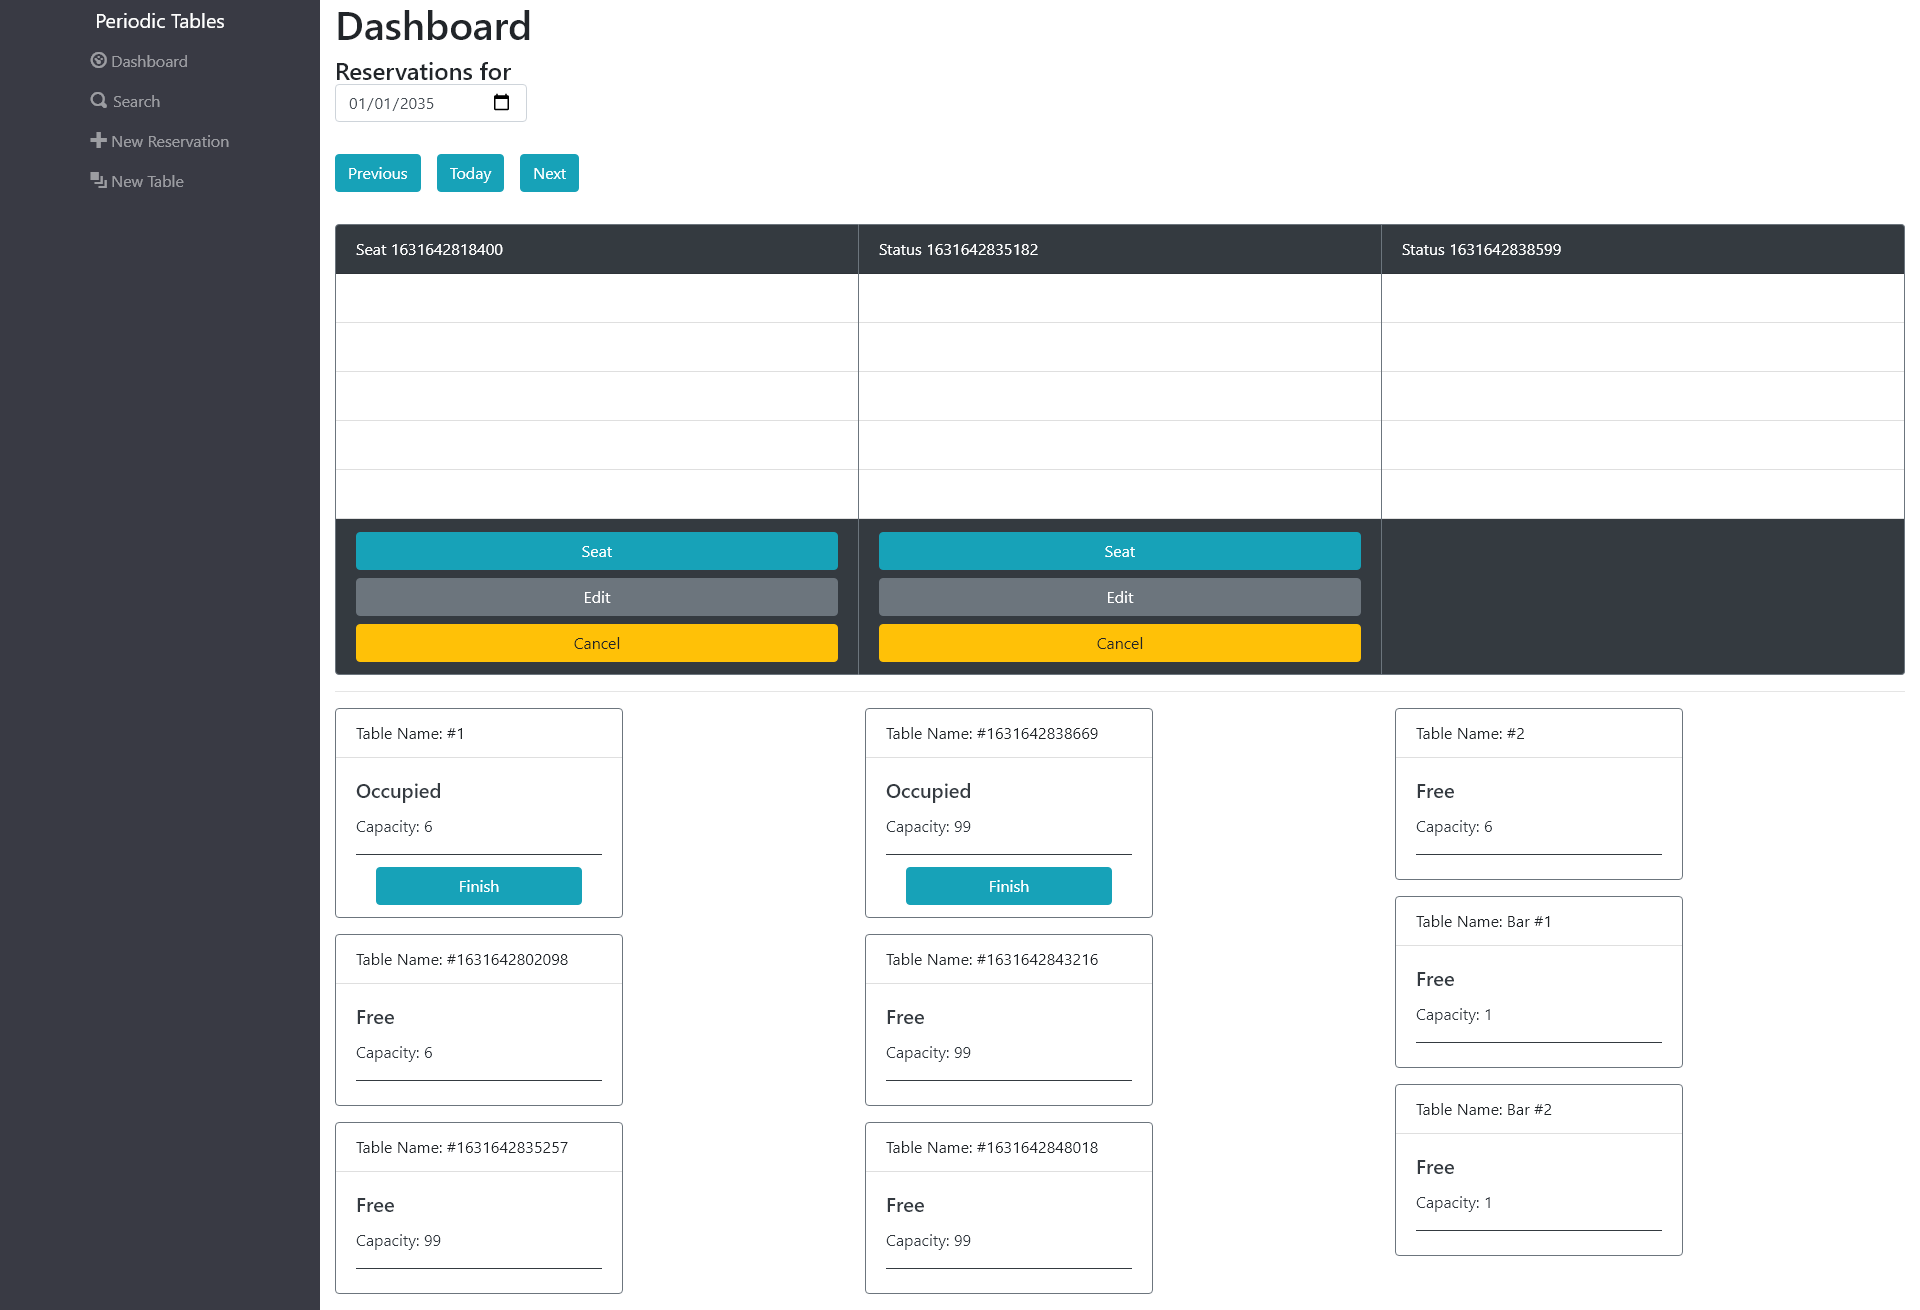 Periodic Tables
Dashboard
Search
New Reservation
New Table
Dashboard
Reservations for
01/01/2035
Previous Today Next
Seat 1631642818400
Seat
Edit
Cancel
Status 1631642835182
Seat
Edit
Cancel
Status 1631642838599
Table Name: #1
Occupied
Capacity: 6
Finish
Table Name: #1631642802098
Free
Capacity: 6
Table Name: #1631642835257
Free
Capacity: 99
Table Name: #1631642838669
Occupied
Capacity: 99
Finish
Table Name: #1631642843216
Free
Capacity: 99
Table Name: #1631642848018
Free
Capacity: 99
Table Name: #2
Free
Capacity: 6
Table Name: Bar #1
Free
Capacity: 1
Table Name: Bar #2
Free
Capacity: 1